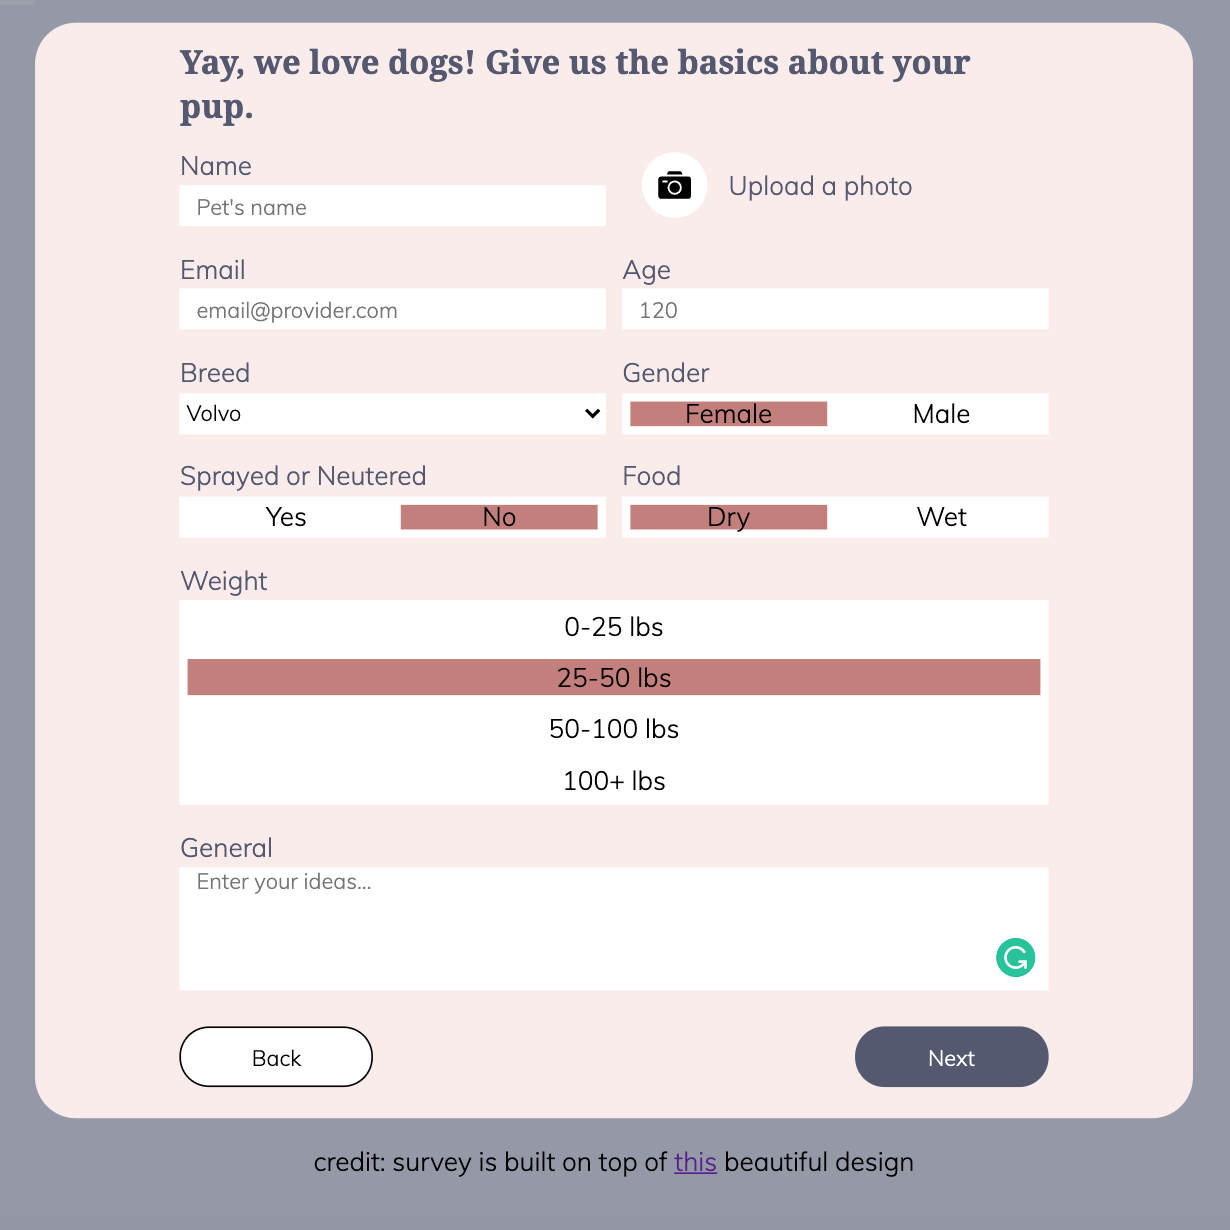 Yay, we love dogs! Give us the basics about your
pup.
Name
Pet's name
Upload a photo
Email
email@provider.com
Age
120
Breed
Volvo
Gender
Female
Male
Sprayed or Neutered
Yes
No
Food
Dry
Wet
Weight
0-25 lbs
25-50 lbs
50-100 lbs
100+ lbs
General
Enter your ideas...
Back
Next
credit: survey is built on top of this beautiful design